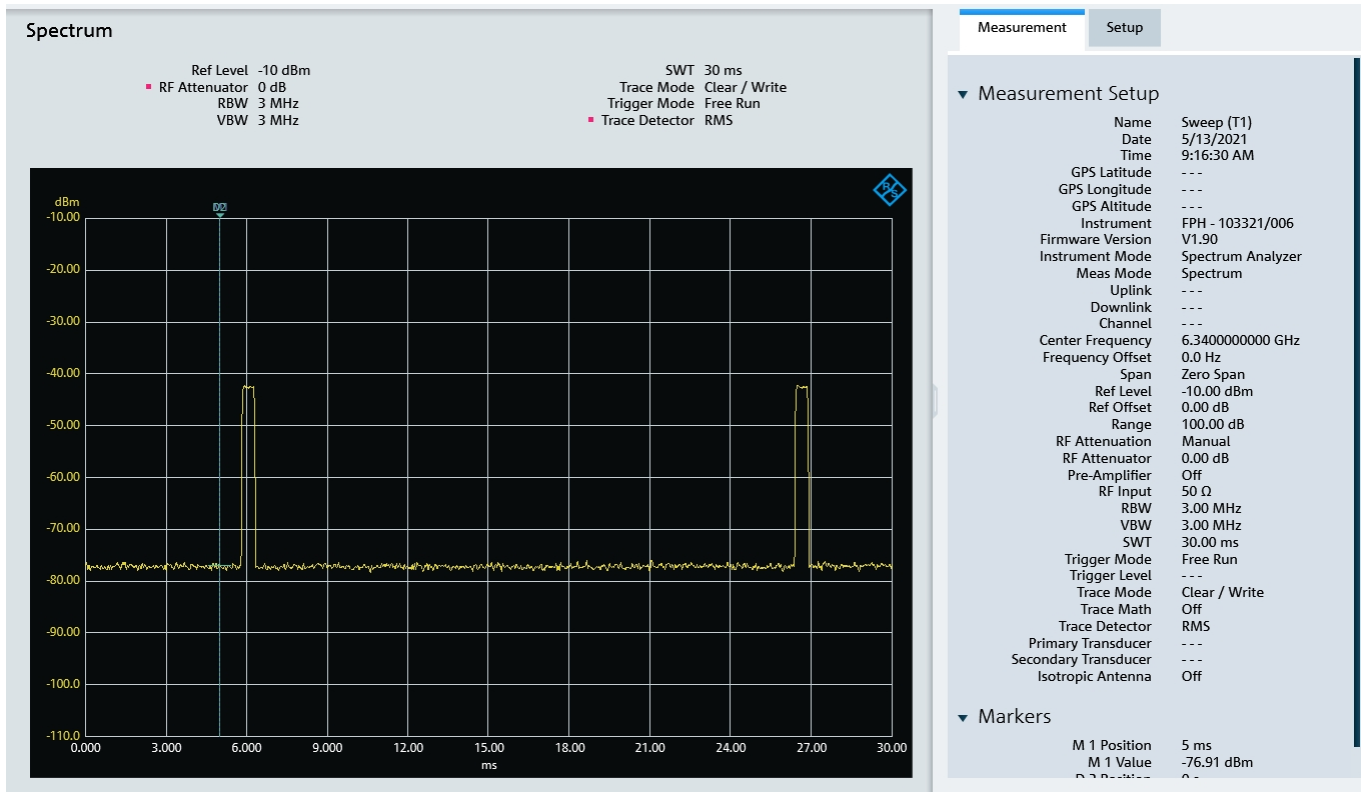 Spectrum
Ref Level -10 dBm
RF Attenuator 0 dB
RBW 3 MHz
VBW 3 MHz
SWT 30 ms
Trace Mode Clear / Write
Trigger Mode Free Run
Trace Detector RMS
dBm
-10.00
-20.00
-30.00
-40.00
-50.00
-60.00
-70.00
-80.00
-90.00
-100.0
-110.0
0.000 3.000 6.000 9.000 12.00 15.00 18.00 21.00 24.00 27.00 30.00
ms
R&S
Measurement Setup
Measurement Setup
Name Sweep (T1)
Date 5/13/2021
Time 9:16:30 AM
GPS Latitude - - -
GPS Longitude - - -
GPS Altitude - - -
Instrument FPH - 103321/006
Firmware Version V1.90
Instrument Mode Spectrum Analyzer
Meas Mode Spectrum
Uplink - - -
Downlink - - -
Channel - - -
Center Frequency 6.3400000000 GHz
Frequency Offset 0.0 Hz
Span Zero Span
Ref Level -10.00 dBm
Ref Offset 0.00 dB
Range 100.00 dB
RF Attenuation Manual
RF Attenuator 0.00 dB
Pre-Amplifier Off
RF Input 50 Ω
RBW 3.00 MHz
VBW 3.00 MHz
SWT 30.00 ms
Trigger Mode Free Run
Trigger Level - - -
Trace Mode Clear / Write
Trace Math Off
Trace Detector RMS
Primary Transducer - - -
Secondary Transducer - - -
Isotropic Antenna Off
Markers
M 1 Position 5 ms
M 1 Value -76.91 dBm